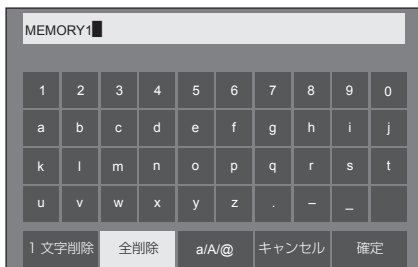 MEMORY1
1 2 3 4 5 6 7 8 9 0
a b c d e f g h i j
k l m n o p q r s t
u v w x y z . – _
1文字削除 全削除 a/A/@ キャンセル 確定